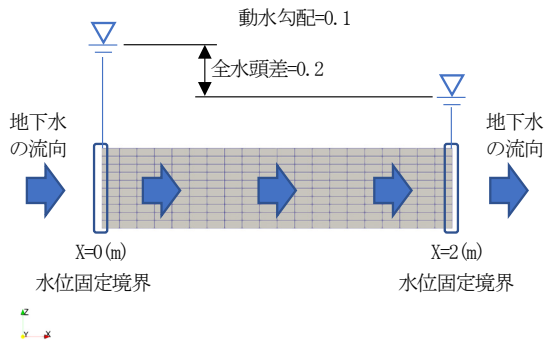 動水勾配=0.1
全水頭差=0.2
地下水
の流向
地下水
の流向
X=0(m)
X=2(m)
水位固定境界
水位固定境界
Z
Y
X